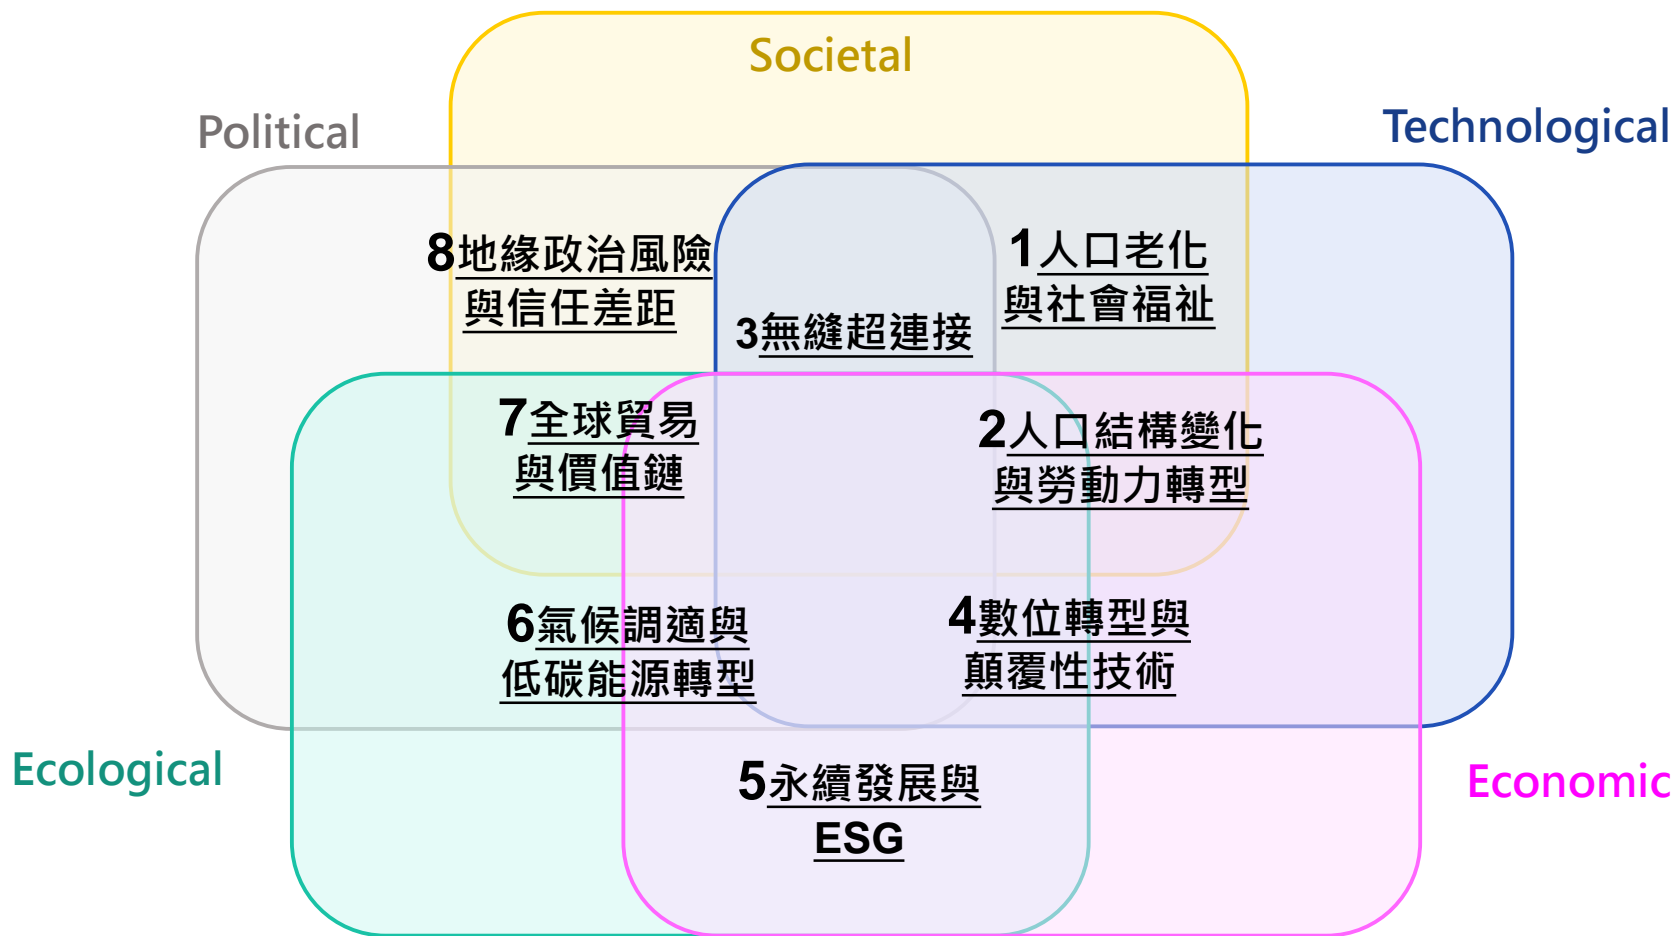 Societal
Political
Technological
8地緣政治風險
與信任差距
1人口老化
與社會福祉
3無縫超連接
7全球貿易
與價值鏈
2人口結構變化
與勞動力轉型
6氣候調適與
低碳能源轉型
4數位轉型與
顛覆性技術
Ecological
Economic
5永續發展與
ESG